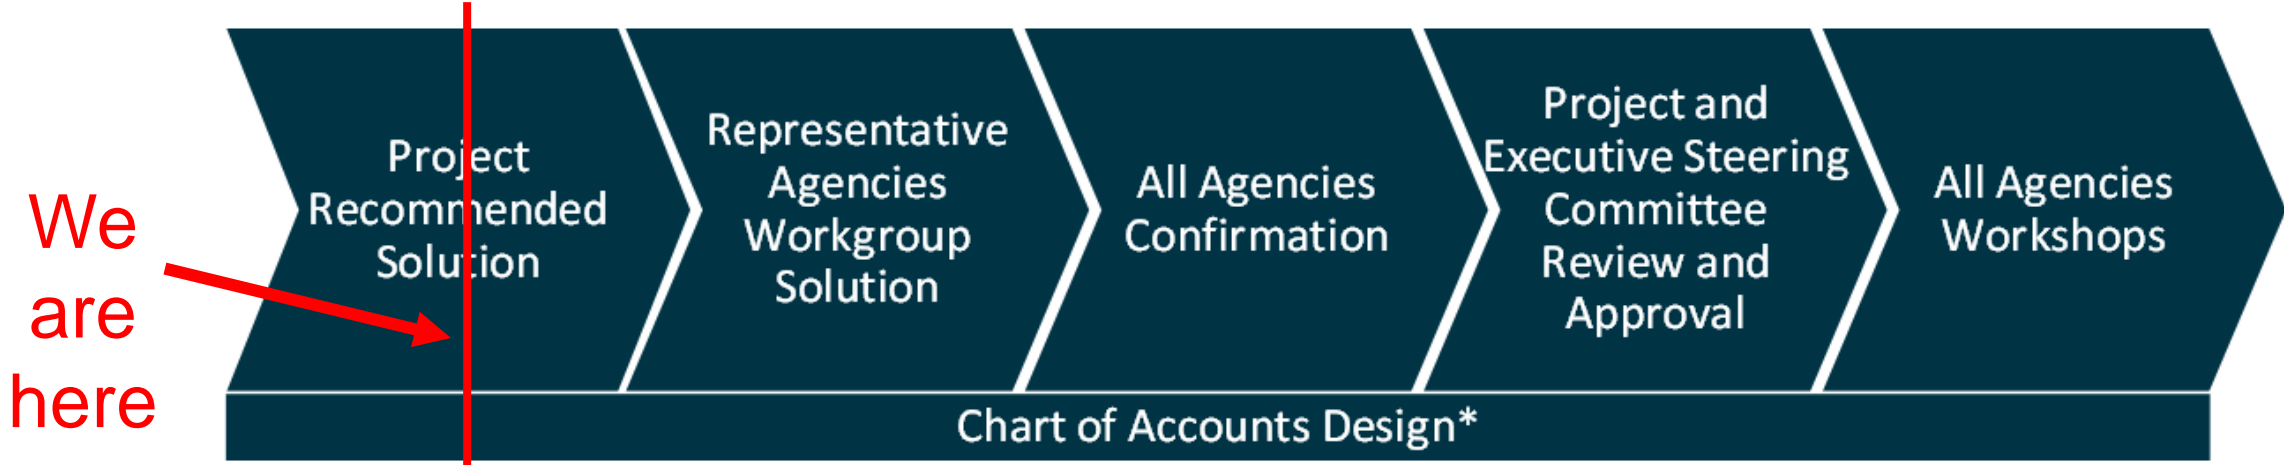 We
are
here
Project
Recommended
Solution
Representative
Agencies
Workgroup
Solution
All Agencies
Confirmation
Project and
Executive Steering
Committee
Review and
Approval
All Agencies
Workshops
Chart of Accounts Design*